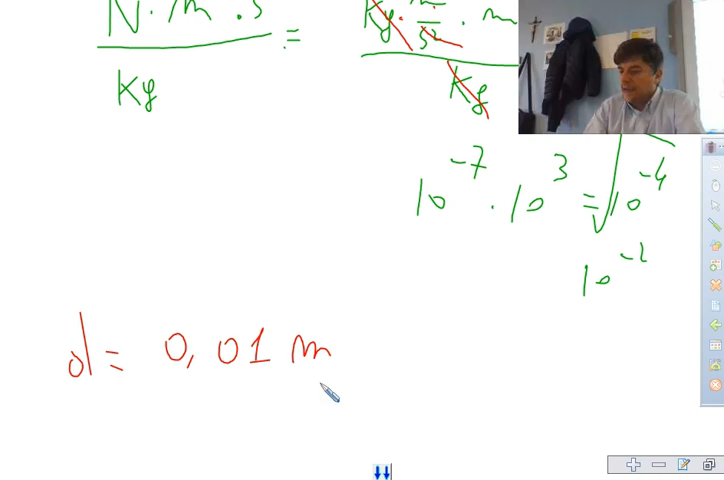 N · m · s / Kg = Kg · m/s² · m / Kg
10⁻⁷ · 10³ = √10⁻⁴
10⁻²
d = 0,01 m